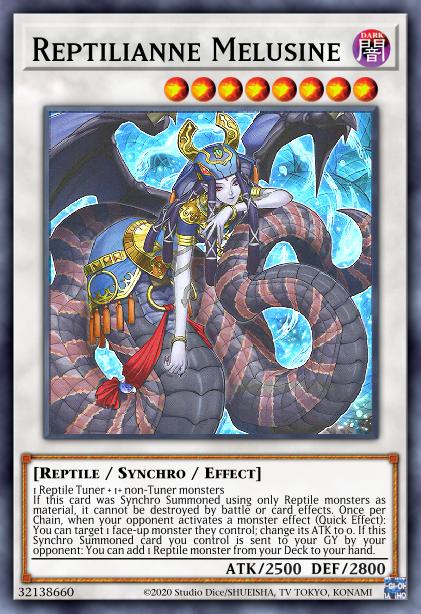 REPTILIANNE MELUSINE
DARK
闇
[REPTILE / SYNCHRO / EFFECT]
1 Reptile Tuner + 1+ non-Tuner monsters
If this card was Synchro Summoned using only Reptile monsters as
material, it cannot be destroyed by battle or card effects. Once per
Chain, when your opponent activates a monster effect (Quick Effect):
You can target 1 face-up monster they control; change its ATK to 0. If this
Synchro Summoned card you control is sent to your GY by your
opponent: You can add 1 Reptile monster from your Deck to your hand.
ATK/2500 DEF/2800
32138660
©2020 Studio Dice/SHUEISHA, TV TOKYO, KONAMI